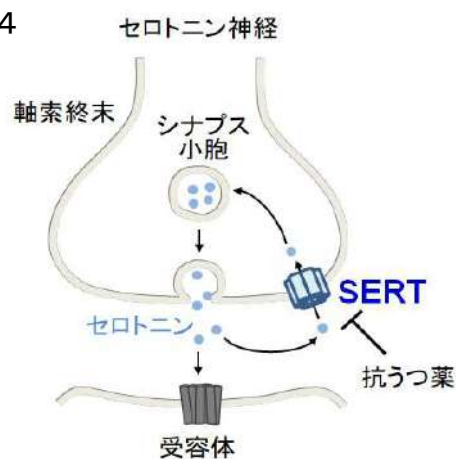 4
セロトニン神経
軸索終末
シナプス
小胞
SERT
セロトニン
抗うつ薬
受容体